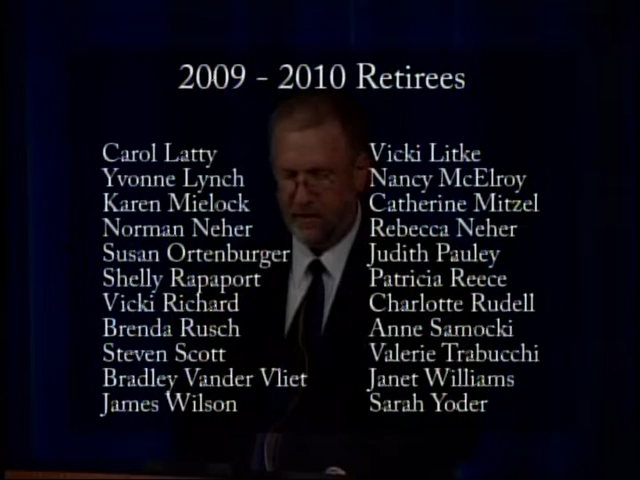 2009 - 2010 Retirees
Carol Latty Vicki Litke
Yvonne Lynch Nancy McElroy
Karen Mielock Catherine Mitzel
Norman Neher Rebecca Neher
Susan Ortenburger Judith Pauley
Shelly Rapaport Patricia Reece
Vicki Richard Charlotte Rudell
Brenda Rusch Anne Samocki
Steven Scott Valerie Trabucchi
Bradley Vander Vliet Janet Williams
James Wilson Sarah Yoder